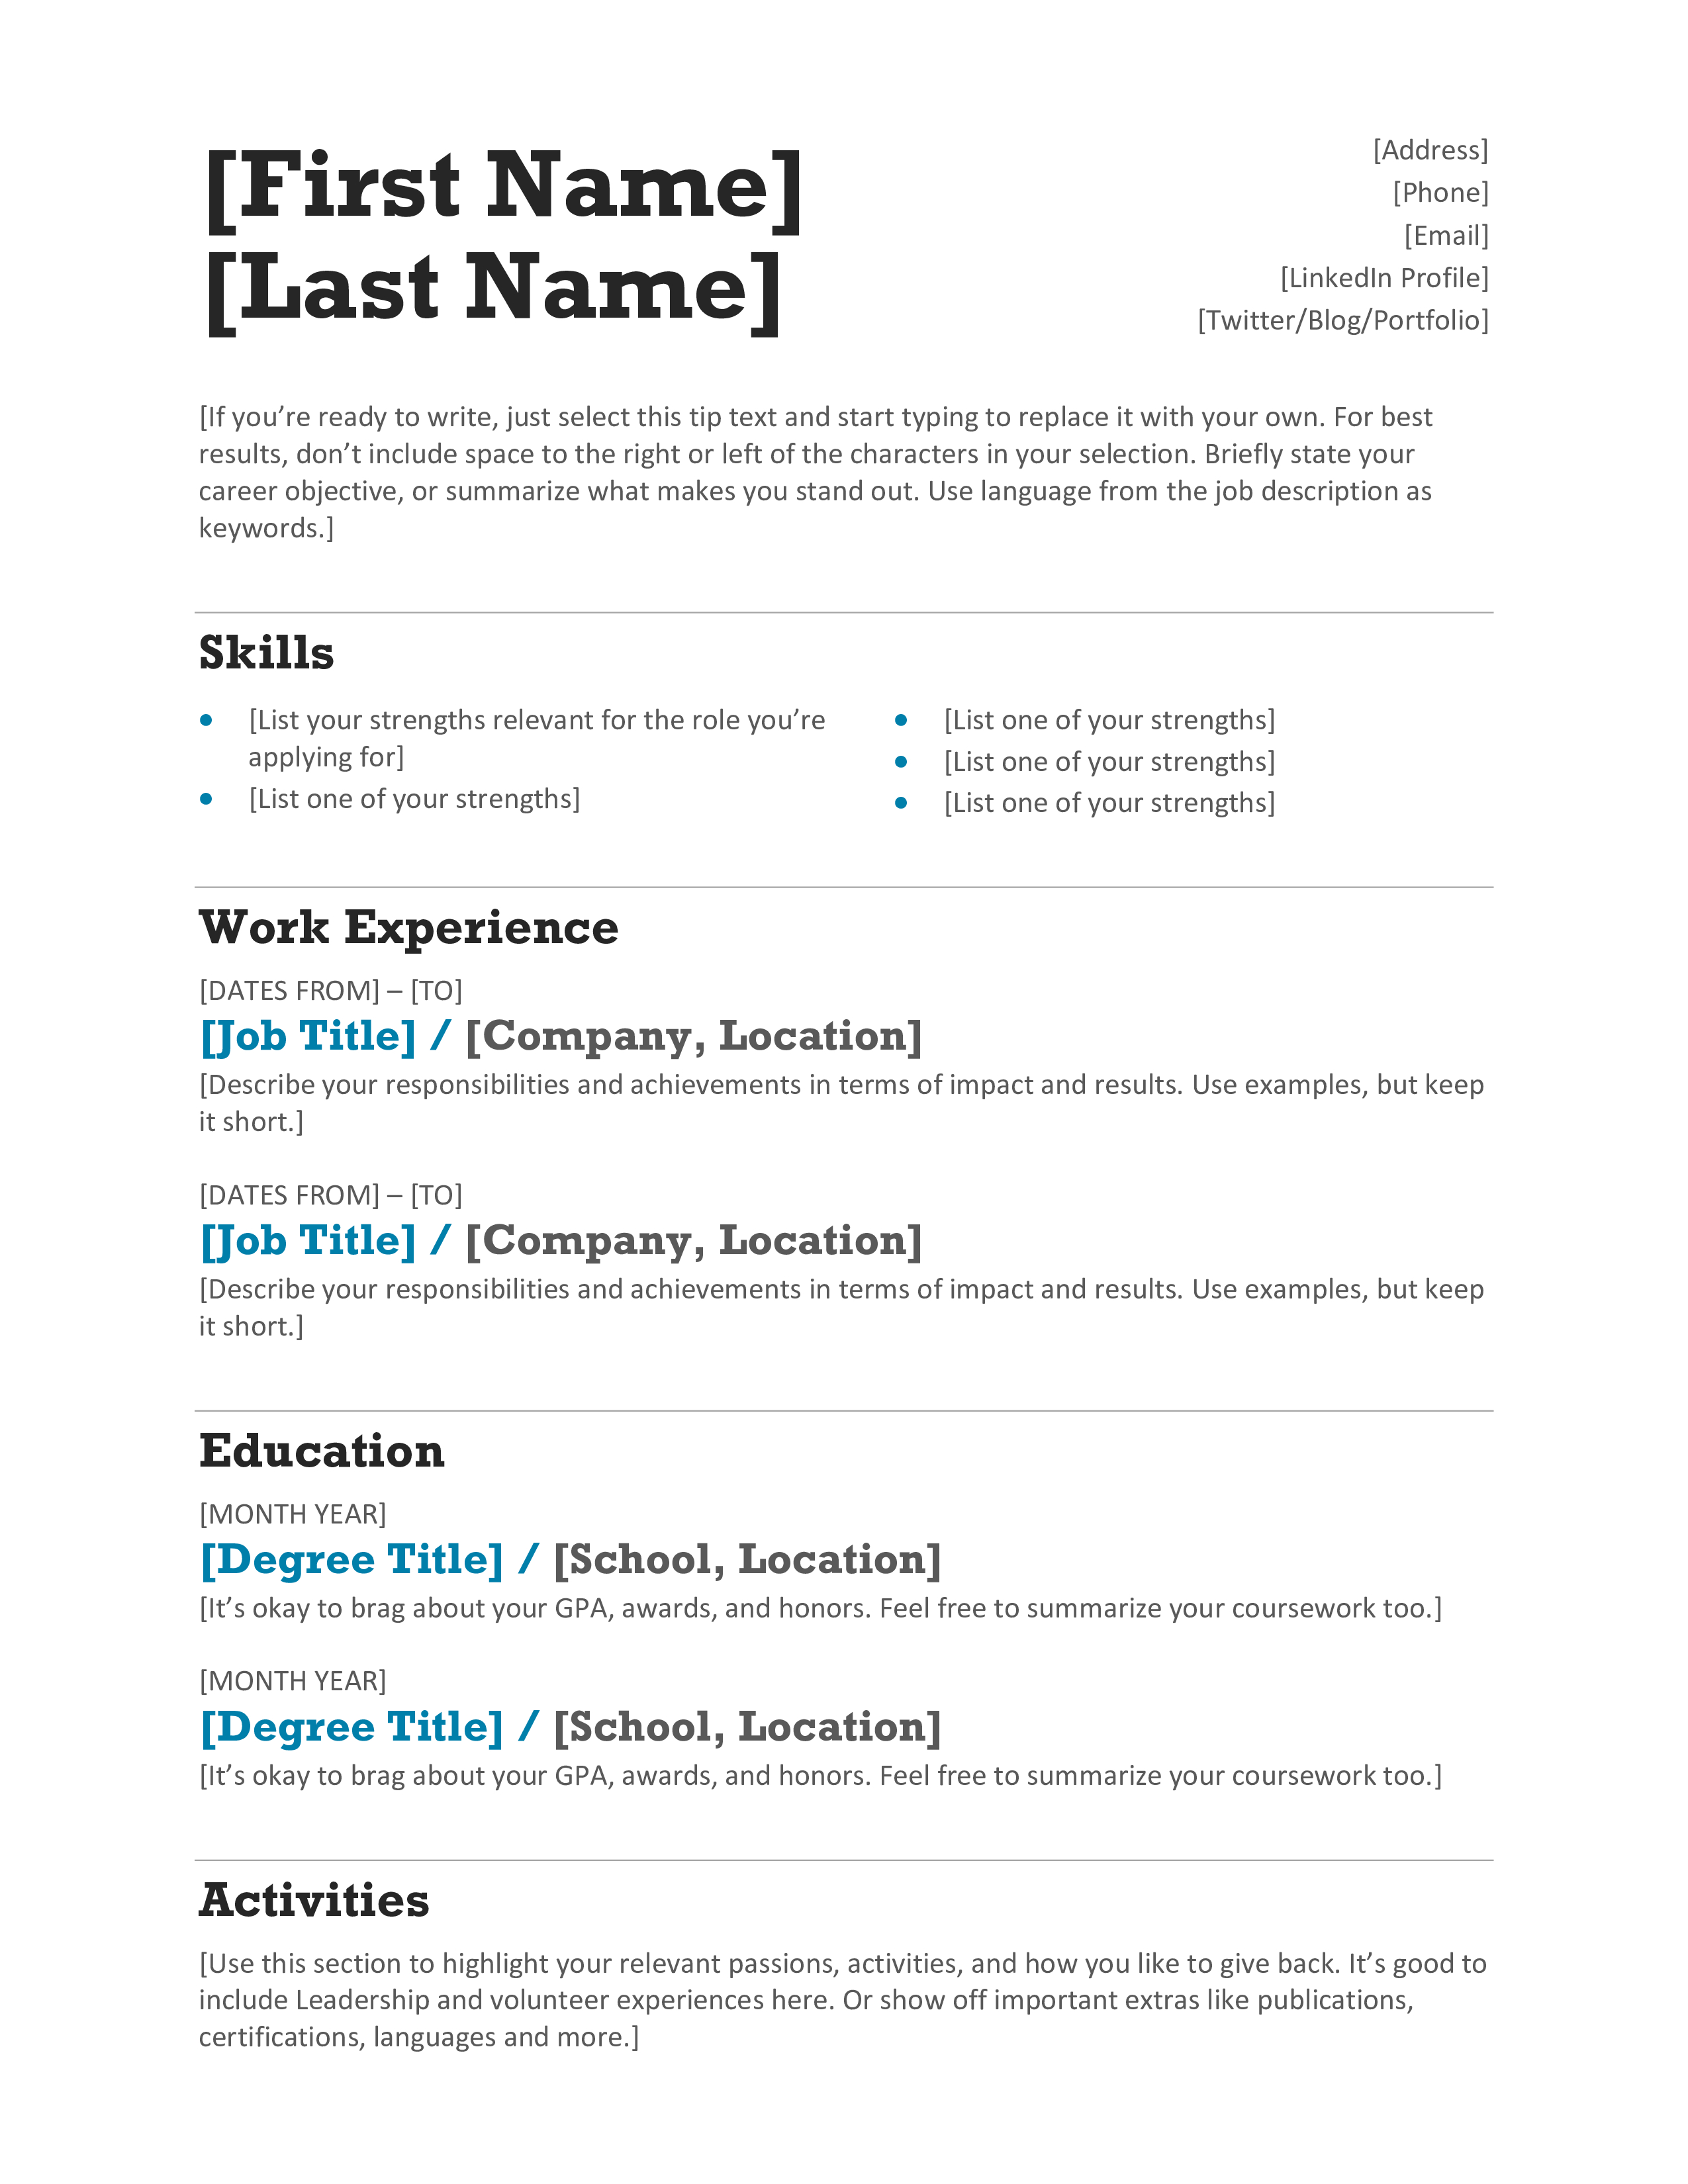 [First Name]
[Last Name]
[Address]
[Phone]
[Email]
[LinkedIn Profile]
[Twitter/Blog/Portfolio]
[If you’re ready to write, just select this tip text and start typing to replace it with your own. For best
results, don’t include space to the right or left of the characters in your selection. Briefly state your
career objective, or summarize what makes you stand out. Use language from the job description as
keywords.]
Skills
• [List your strengths relevant for the role you’re
applying for]
• [List one of your strengths]
• [List one of your strengths]
• [List one of your strengths]
• [List one of your strengths]
Work Experience
[DATES FROM] – [TO]
[Job Title] / [Company, Location]
[Describe your responsibilities and achievements in terms of impact and results. Use examples, but keep
it short.]
[DATES FROM] – [TO]
[Job Title] / [Company, Location]
[Describe your responsibilities and achievements in terms of impact and results. Use examples, but keep
it short.]
Education
[MONTH YEAR]
[Degree Title] / [School, Location]
[It’s okay to brag about your GPA, awards, and honors. Feel free to summarize your coursework too.]
[MONTH YEAR]
[Degree Title] / [School, Location]
[It’s okay to brag about your GPA, awards, and honors. Feel free to summarize your coursework too.]
Activities
[Use this section to highlight your relevant passions, activities, and how you like to give back. It’s good to
include Leadership and volunteer experiences here. Or show off important extras like publications,
certifications, languages and more.]